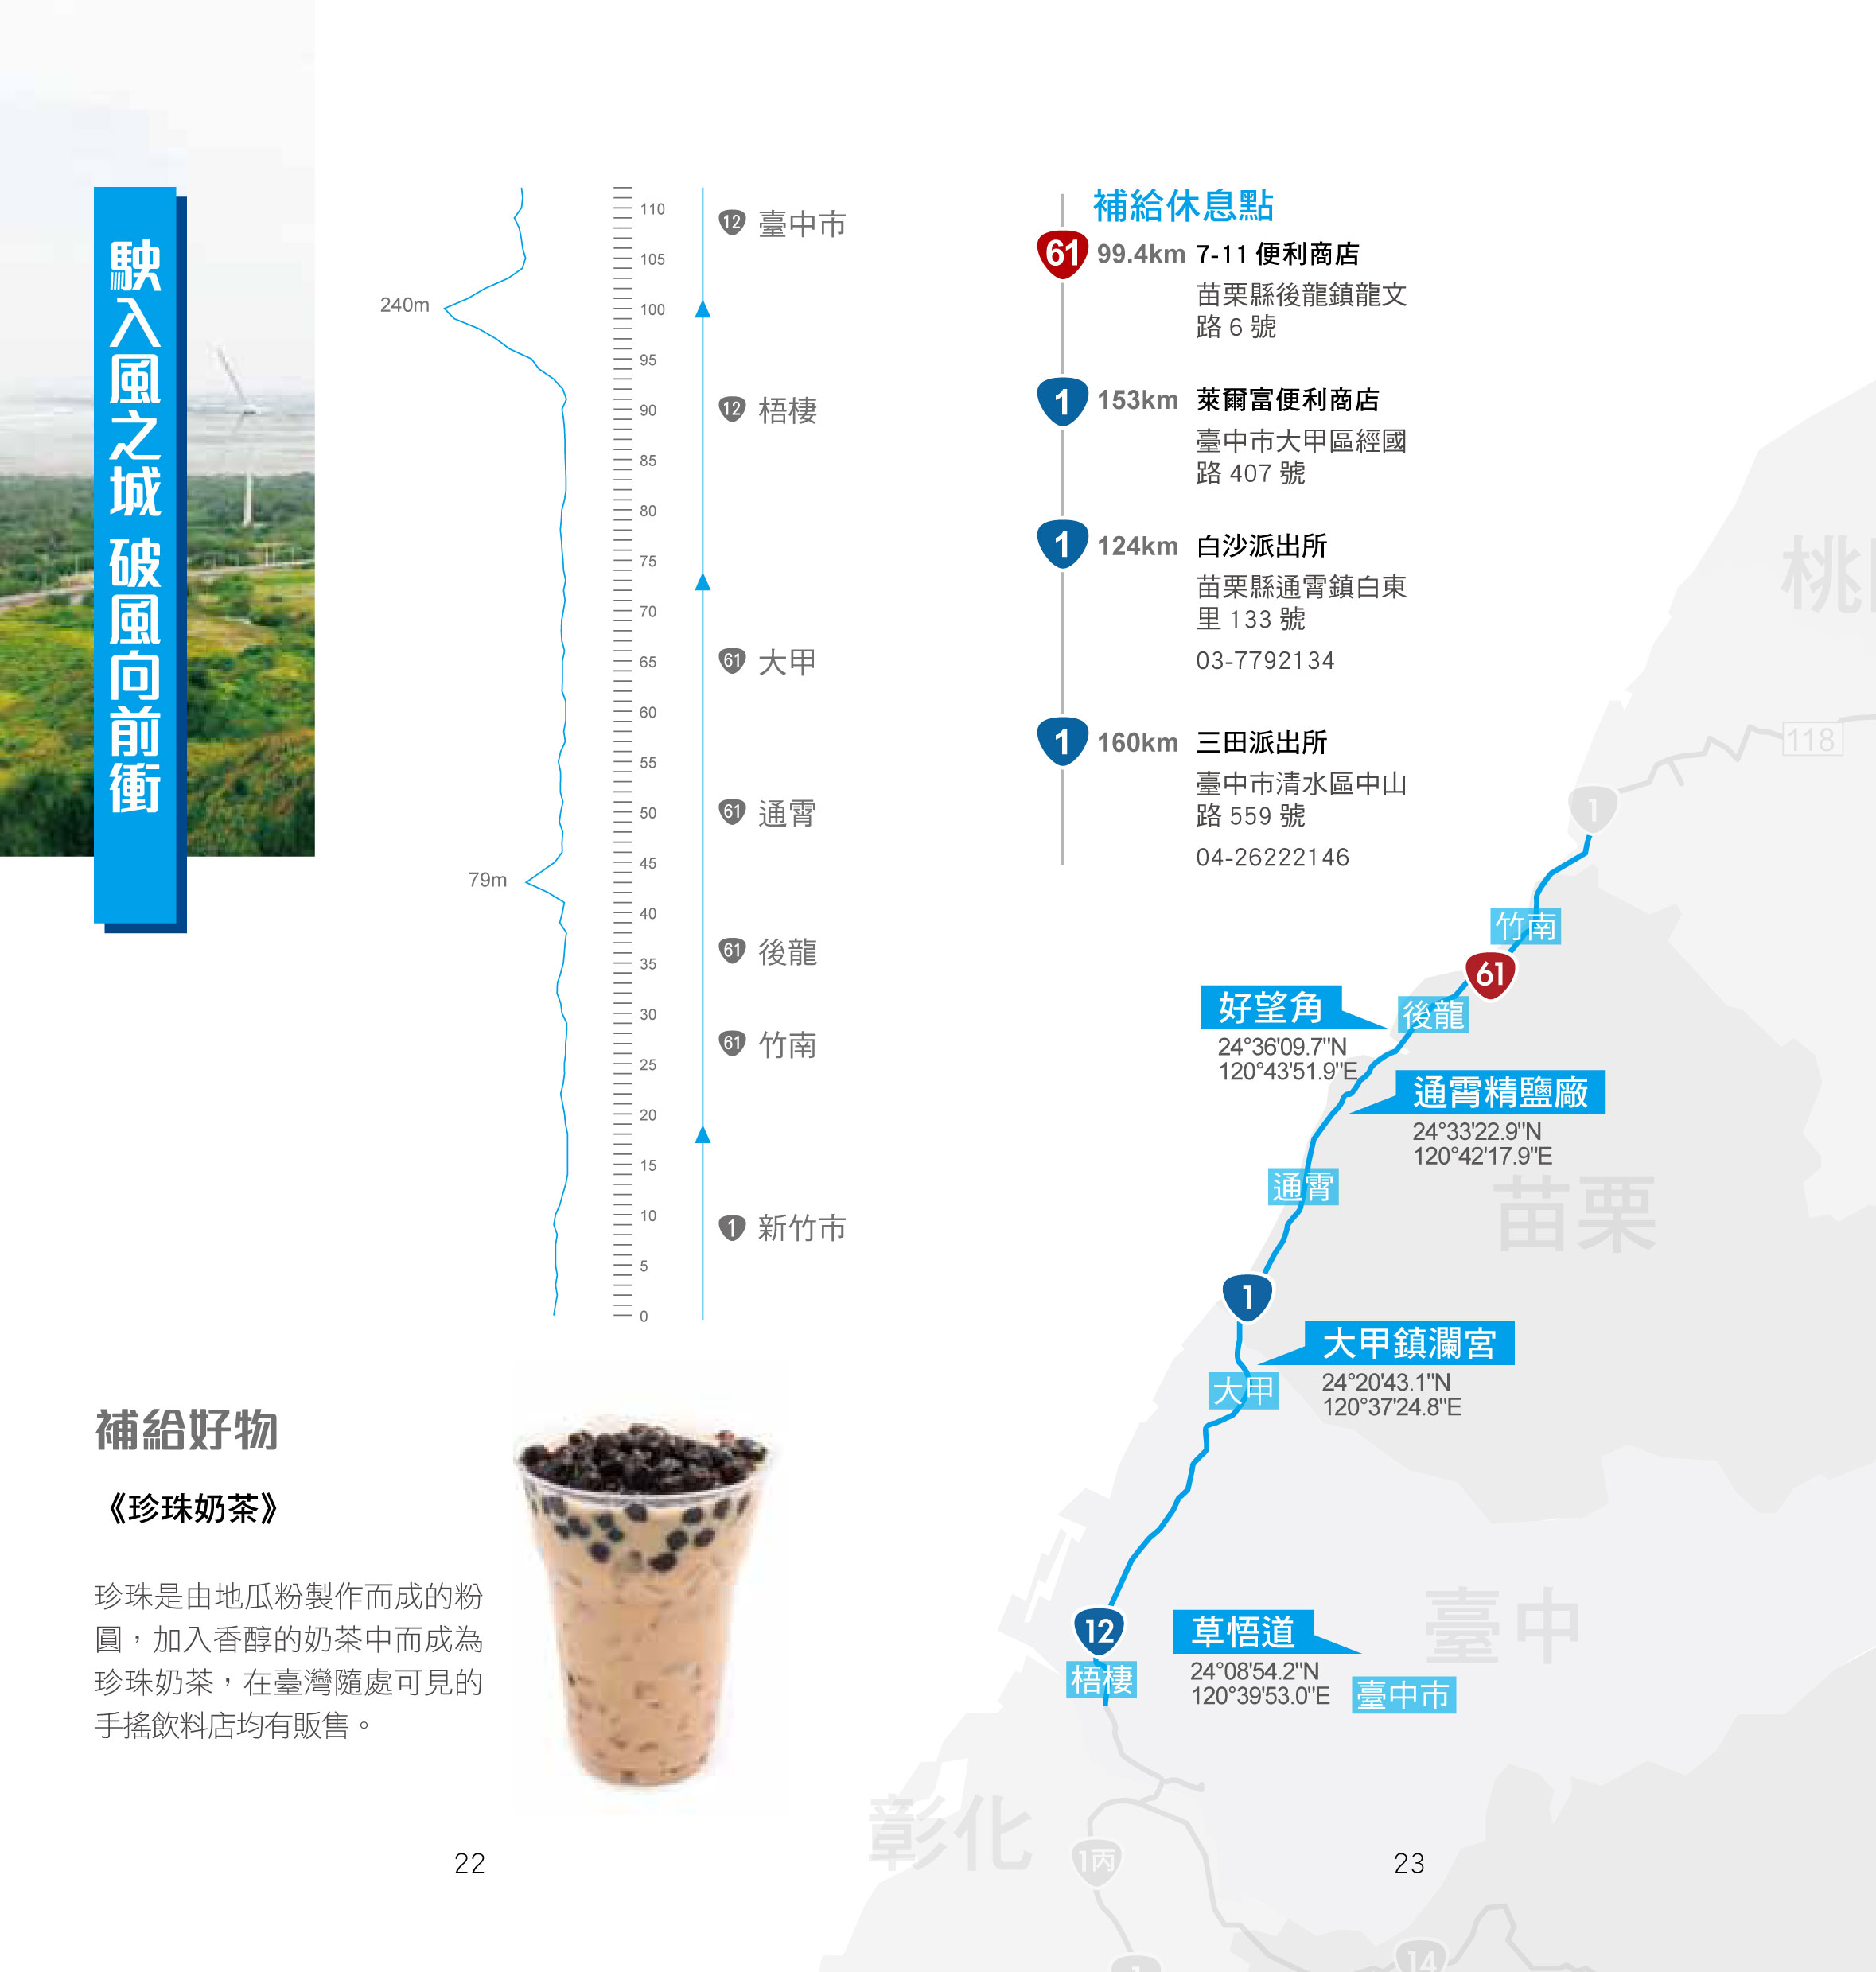 駛入風之城 破風向前衝
240m
79m
110
105
100
95
90
85
80
75
70
65
60
55
50
45
40
35
30
25
20
15
10
5
0
12 臺中市
12 梧棲
61 大甲
61 通霄
61 後龍
61 竹南
1 新竹市
補給好物
《珍珠奶茶》
珍珠是由地瓜粉製作而成的粉
圓，加入香醇的奶茶中而成為
珍珠奶茶，在臺灣隨處可見的
手搖飲料店均有販售。
22
補給休息點
61 99.4km 7-11 便利商店
苗栗縣後龍鎮龍文
路 6 號
1 153km 萊爾富便利商店
臺中市大甲區經國
路 407 號
1 124km 白沙派出所
苗栗縣通霄鎮白東
里 133 號
03-7792134
1 160km 三田派出所
臺中市清水區中山
路 559 號
04-26222146
桃
118
1
竹南
61
後龍
好望角
24°36'09.7"N
120°43'51.9"E
通霄精鹽廠
24°33'22.9"N
120°42'17.9"E
通霄
苗栗
1
大甲鎮瀾宮
24°20'43.1"N
120°37'24.8"E
大甲
臺中
12
梧棲
草悟道
24°08'54.2"N
120°39'53.0"E
臺中市
彰化
1丙
14
23